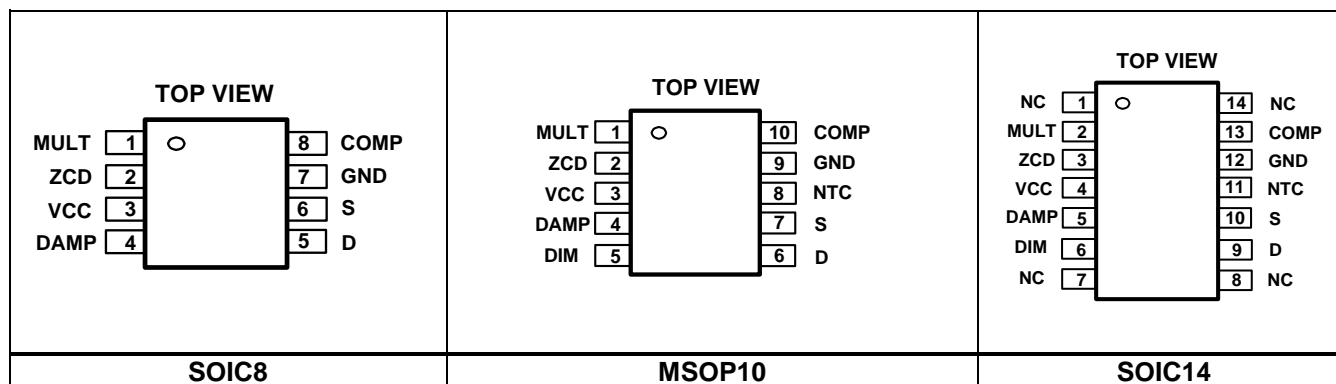 TOP VIEW
MULT 1 8 COMP
ZCD 2 7 GND
VCC 3 6 S
DAMP 4 5 D
SOIC8
TOP VIEW
MULT 1 10 COMP
ZCD 2 9 GND
VCC 3 8 NTC
DAMP 4 7 S
DIM 5 6 D
MSOP10
TOP VIEW
NC 1 14 NC
MULT 2 13 COMP
ZCD 3 12 GND
VCC 4 11 NTC
DAMP 5 10 S
DIM 6 9 D
NC 7 8 NC
SOIC14